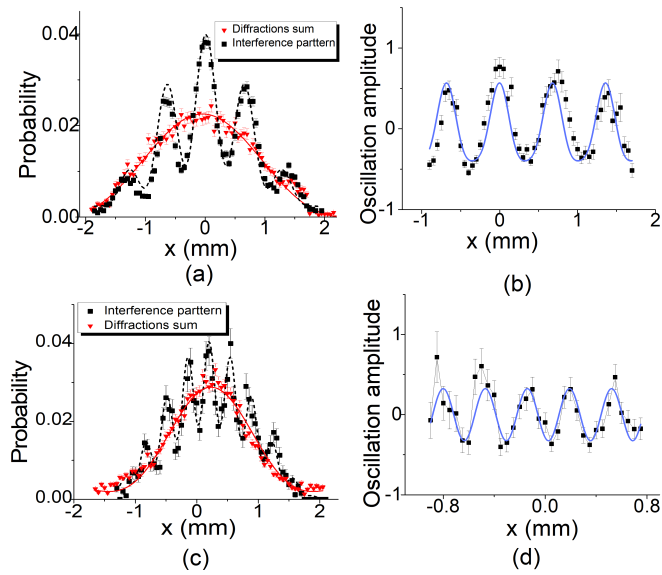 Diffractions sum
Interference parttern
Probability
0.04
0.02
0.00
-2
-1
0
1
2
x (mm)
(a)
Oscillation amplitude
1
0
-1
-1
0
1
2
x (mm)
(b)
Interference parttern
Diffractions sum
Probability
0.04
0.02
0.00
-2
-1
0
1
2
x (mm)
(c)
Oscillation amplitude
1
0
-1
-0.8
0.0
0.8
x (mm)
(d)